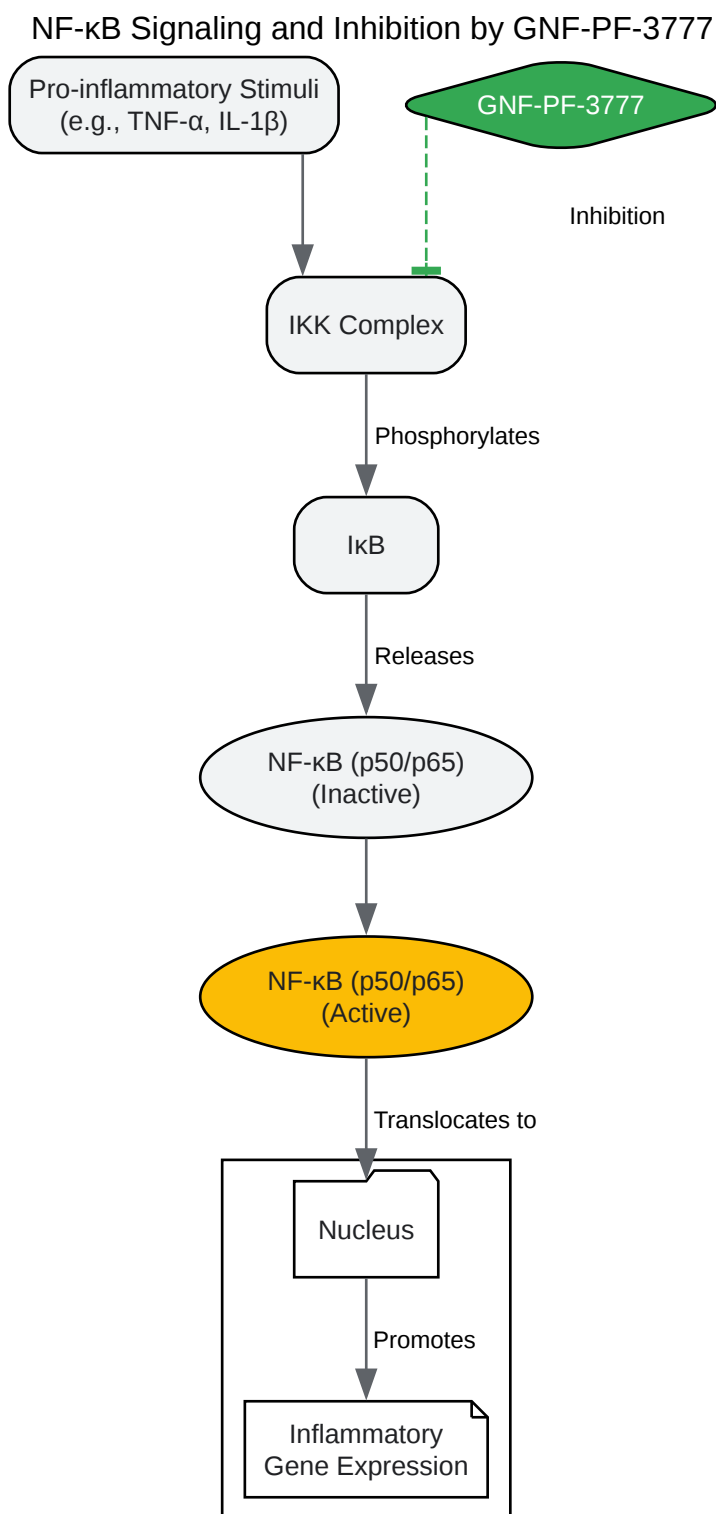 NF-κB Signaling and Inhibition by GNF-PF-3777
Pro-inflammatory Stimuli
(e.g., TNF-α, IL-1β)
GNF-PF-3777
Inhibition
IKK Complex
Phosphorylates
IκB
Releases
NF-κB (p50/p65)
(Inactive)
NF-κB (p50/p65)
(Active)
Translocates to
Nucleus
Promotes
Inflammatory
Gene Expression